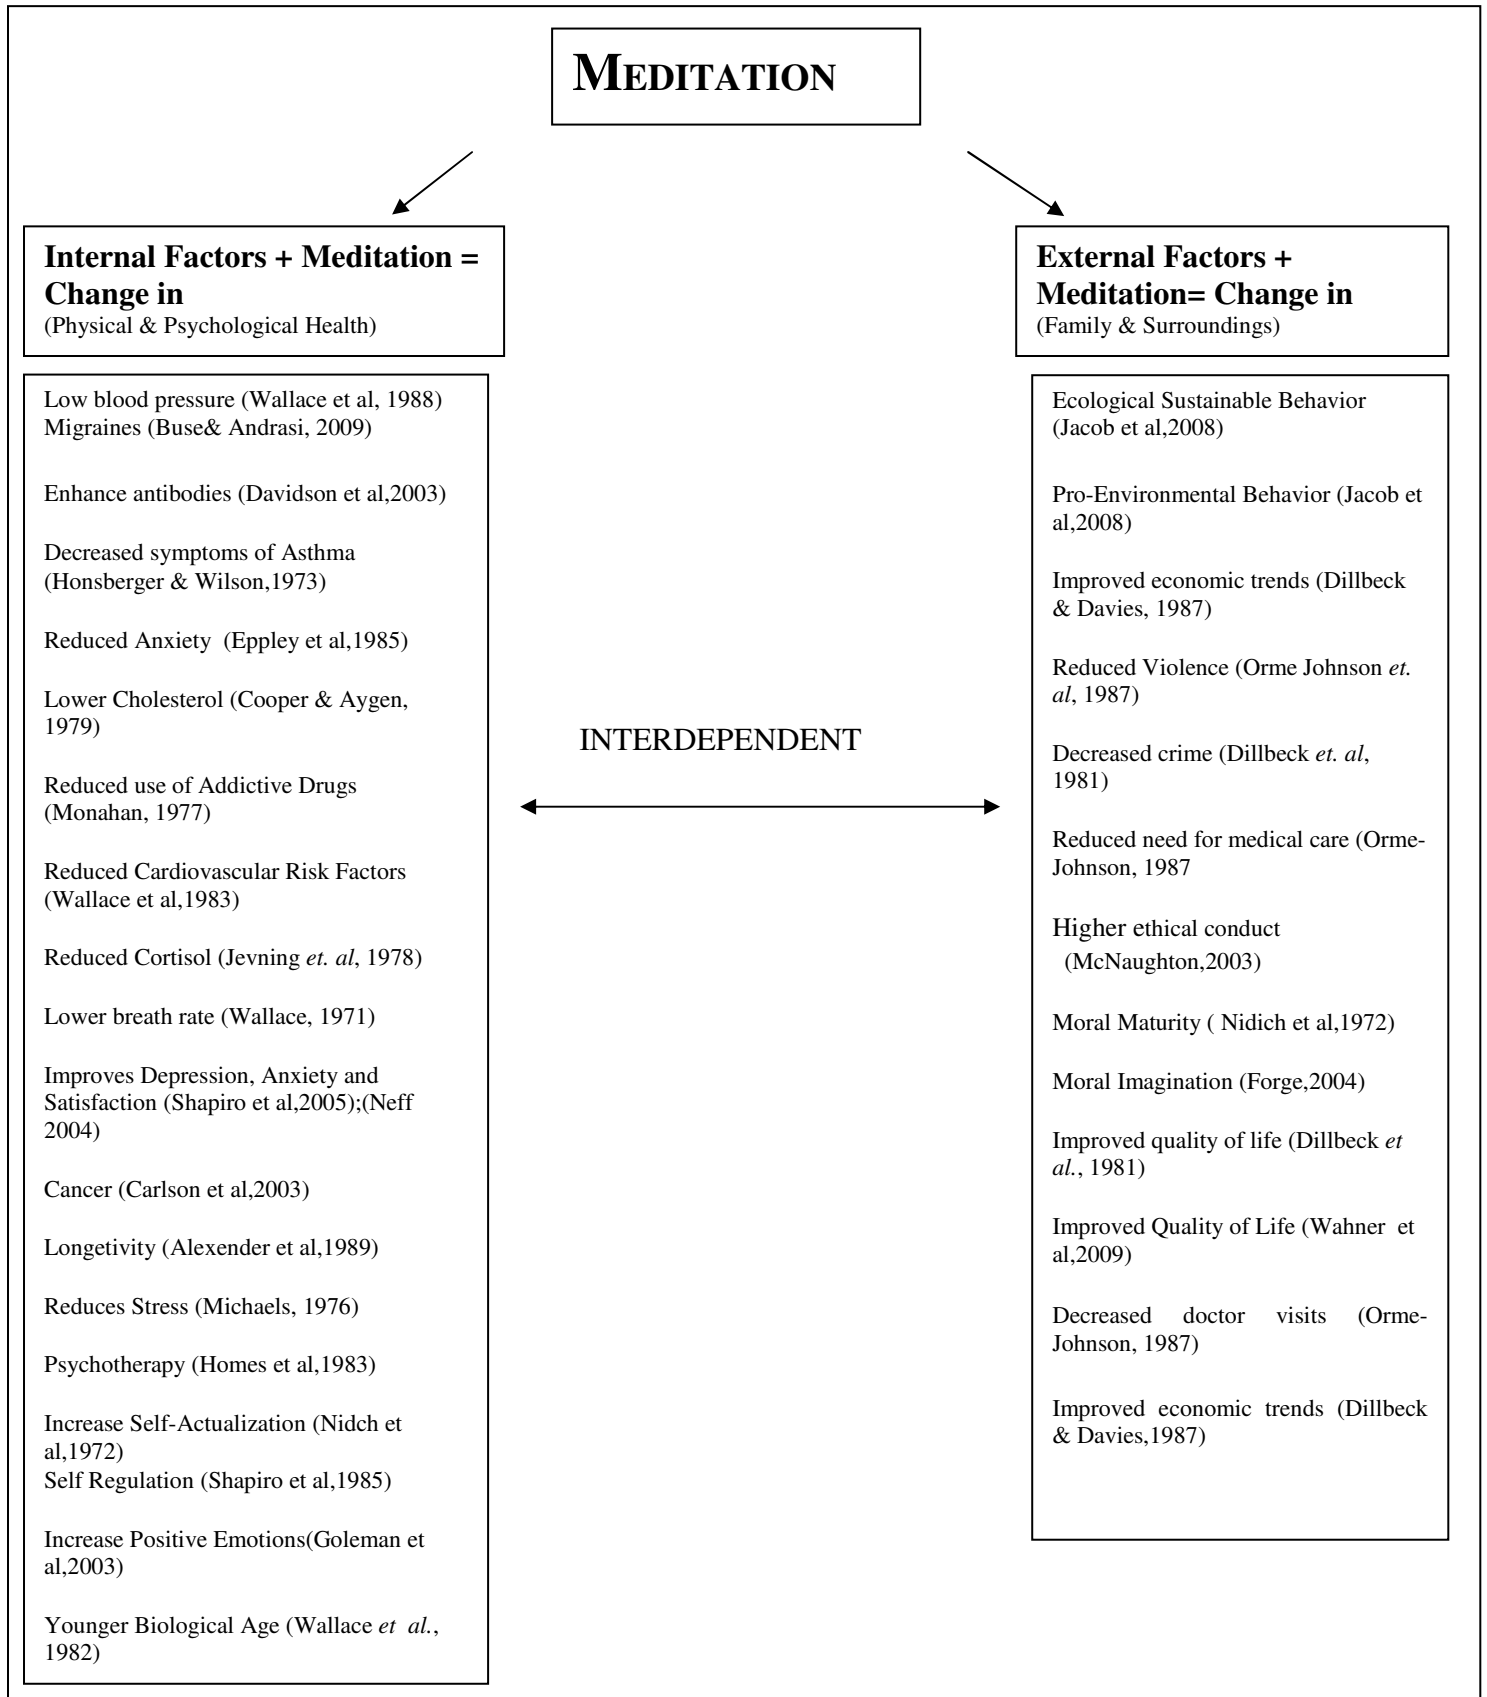 MEDITATION
Internal Factors + Meditation =
Change in
(Physical & Psychological Health)
Low blood pressure (Wallace et al, 1988)
Migraines (Buse& Andrasi, 2009)
Enhance antibodies (Davidson et al,2003)
Decreased symptoms of Asthma
(Honsberger & Wilson,1973)
Reduced Anxiety  (Eppley et al,1985)
Lower Cholesterol (Cooper & Aygen,
1979)
Reduced use of Addictive Drugs
(Monahan, 1977)
Reduced Cardiovascular Risk Factors
(Wallace et al,1983)
Reduced Cortisol (Jevning et. al, 1978)
Lower breath rate (Wallace, 1971)
Improves Depression, Anxiety and
Satisfaction (Shapiro et al,2005);(Neff
2004)
Cancer (Carlson et al,2003)
Longetivity (Alexender et al,1989)
Reduces Stress (Michaels, 1976)
Psychotherapy (Homes et al,1983)
Increase Self-Actualization (Nidch et
al,1972)
Self Regulation (Shapiro et al,1985)
Increase Positive Emotions(Goleman et
al,2003)
Younger Biological Age (Wallace et al.,
1982)
INTERDEPENDENT
External Factors +
Meditation= Change in
(Family & Surroundings)
Ecological Sustainable Behavior
(Jacob et al,2008)
Pro-Environmental Behavior (Jacob et
al,2008)
Improved economic trends (Dillbeck
& Davies, 1987)
Reduced Violence (Orme Johnson et.
al, 1987)
Decreased crime (Dillbeck et. al,
1981)
Reduced need for medical care (Orme-
Johnson, 1987
Higher ethical conduct
(McNaughton,2003)
Moral Maturity ( Nidich et al,1972)
Moral Imagination (Forge,2004)
Improved quality of life (Dillbeck et
al., 1981)
Improved Quality of Life (Wahner et
al,2009)
Decreased doctor visits (Orme-
Johnson, 1987)
Improved economic trends (Dillbeck
& Davies,1987)